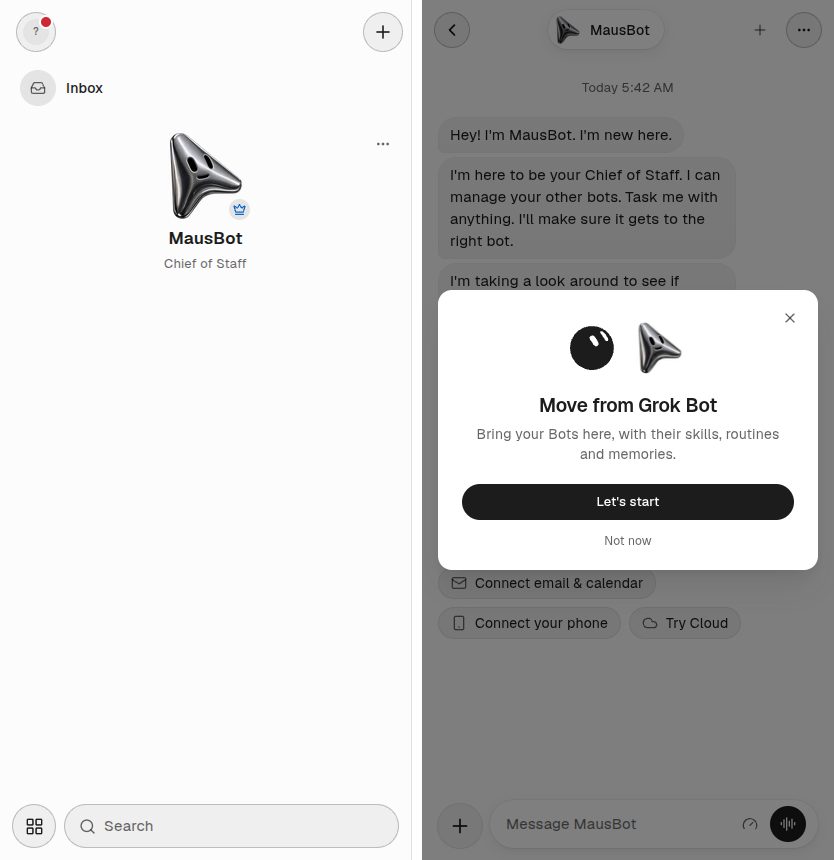 ?
Inbox
MausBot
Chief of Staff
Search
MausBot
Today 5:42 AM
Hey! I'm MausBot. I'm new here.
I'm here to be your Chief of Staff. I can
manage your other bots. Task me with
anything. I'll make sure it gets to the
right bot.
I'm taking a look around to see if
Move from Grok Bot
Bring your Bots here, with their skills, routines
and memories.
Let's start
Not now
Connect email & calendar
Connect your phone
Try Cloud
Message MausBot